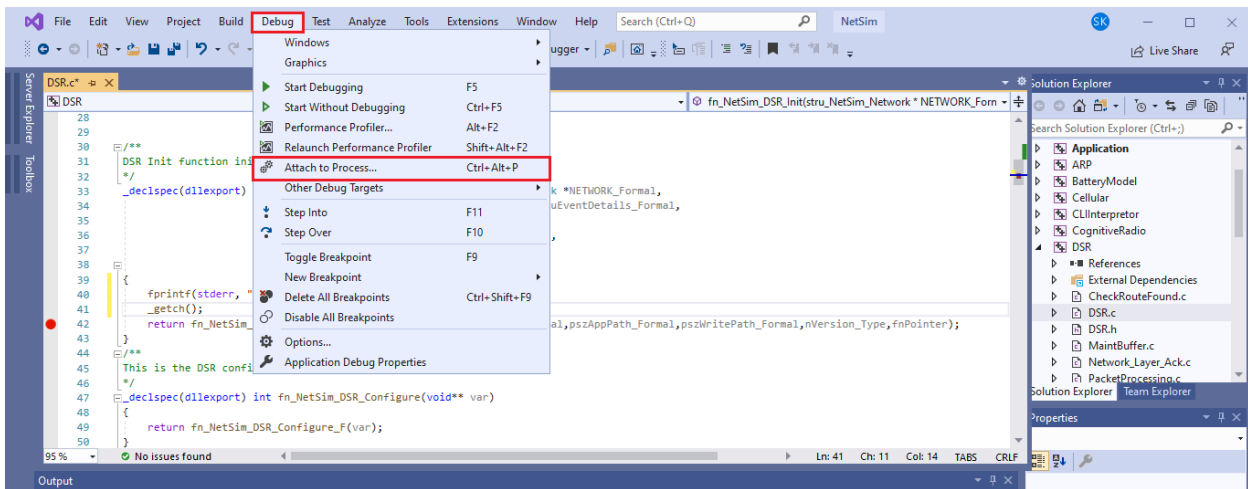 File Edit View Project Build Debug Test Analyze Tools Extensions Window Help Search (Ctrl+Q) NetSim SK
ugger Live Share
Server Explorer
Toolbox
DSR.c*
DSR
fn_NetSim_DSR_Init(stru_NetSim_Network * NETWORK_Forn
Windows
Graphics
Start Debugging F5
Start Without Debugging Ctrl+F5
Performance Profiler... Alt+F2
Relaunch Performance Profiler Shift+Alt+F2
Attach to Process... Ctrl+Alt+P
Other Debug Targets
Step Into F11
Step Over F10
Toggle Breakpoint F9
New Breakpoint
Delete All Breakpoints Ctrl+Shift+F9
Disable All Breakpoints
Options...
Application Debug Properties
28
29
30 /**
31 DSR Init function ini
32 */
33 _declspec(dllexport) k *NETWORK_Formal,
34 uEventDetails_Formal,
35
36 ,
37
38
39 {
40 fprintf(stderr, "
41 _getch();
42 return fn_NetSim_ al,pszAppPath_Formal,pszWritePath_Formal,nVersion_Type,fnPointer);
43 }
44 /**
45 This is the DSR confi
46 */
47 _declspec(dllexport) int fn_NetSim_DSR_Configure(void** var)
48 {
49 return fn_NetSim_DSR_Configure_F(var);
50 }
95 % No issues found Ln: 41 Ch: 11 Col: 14 TABS CRLF
Output
Solution Explorer
Search Solution Explorer (Ctrl+;)
Application
ARP
BatteryModel
Cellular
CLIInterpretor
CognitiveRadio
DSR
References
External Dependencies
CheckRouteFound.c
DSR.c
DSR.h
MaintBuffer.c
Network_Layer_Ack.c
PacketProcessing.c
Solution Explorer Team Explorer
Properties